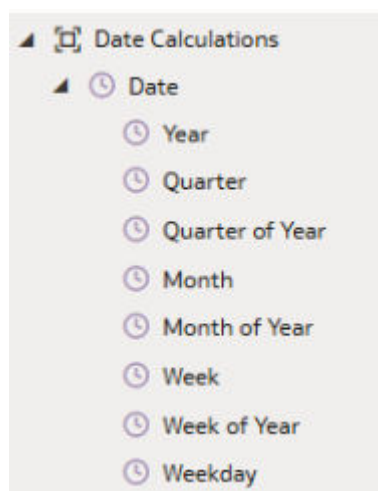 Date Calculations
Date
Year
Quarter
Quarter of Year
Month
Month of Year
Week
Week of Year
Weekday